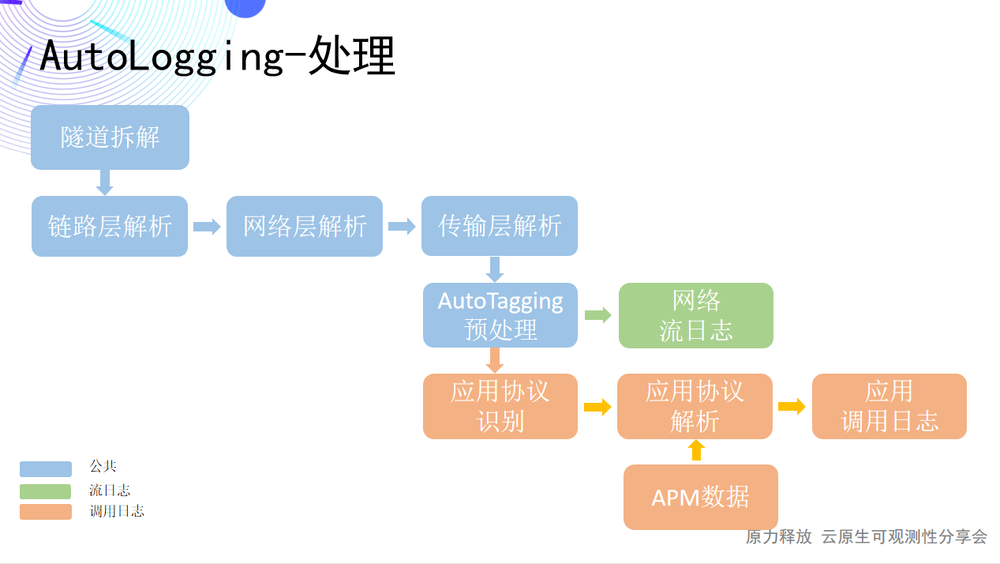 AutoLogging-处理
隧道拆解
链路层解析
网络层解析
传输层解析
AutoTagging
预处理
网络
流日志
应用协议
识别
应用协议
解析
应用
调用日志
APM数据
公共
流日志
调用日志
原力释放 云原生可观测性分享会